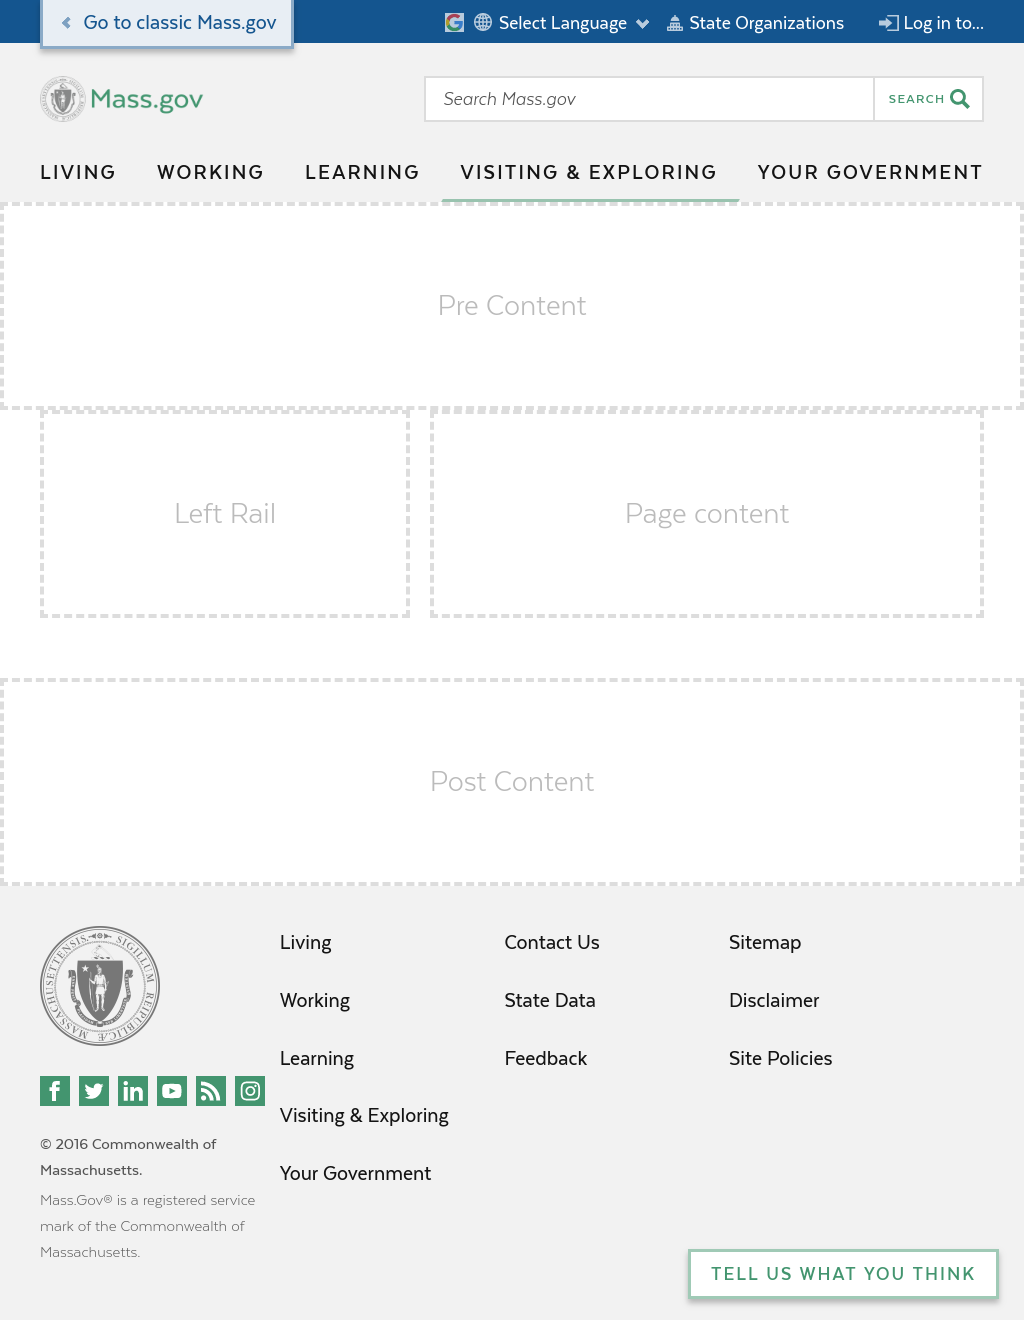 Go to classic Mass.gov
Select Language
State Organizations
Log in to...
Mass.gov
Search Mass.gov
SEARCH
LIVING
WORKING
LEARNING
VISITING & EXPLORING
YOUR GOVERNMENT
Pre Content
Left Rail
Page content
Post Content
SIGILLUM REIPUBLICÆ MASSACHUSETTENSIS.
Living
Contact Us
Sitemap
Working
State Data
Disclaimer
Learning
Feedback
Site Policies
Visiting & Exploring
Your Government
© 2016 Commonwealth of
Massachusetts.
Mass.Gov® is a registered service
mark of the Commonwealth of
Massachusetts.
TELL US WHAT YOU THINK